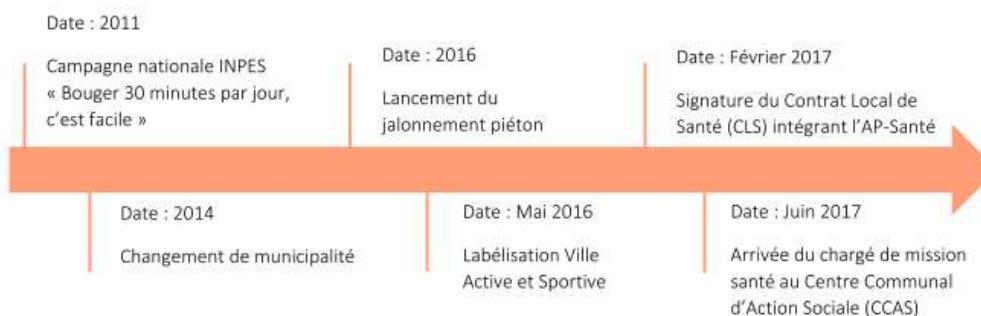 Date : 2011
Campagne nationale INPES
« Bouger 30 minutes par jour,
c'est facile »
Date : 2014
Changement de municipalité
Date : 2016
Lancement du
jalonnement piéton
Date : Mai 2016
Labélisation Ville
Active et Sportive
Date : Février 2017
Signature du Contrat Local de
Santé (CLS) intégrant l'AP-Santé
Date : Juin 2017
Arrivée du chargé de mission
santé au Centre Communal
d'Action Sociale (CCAS)